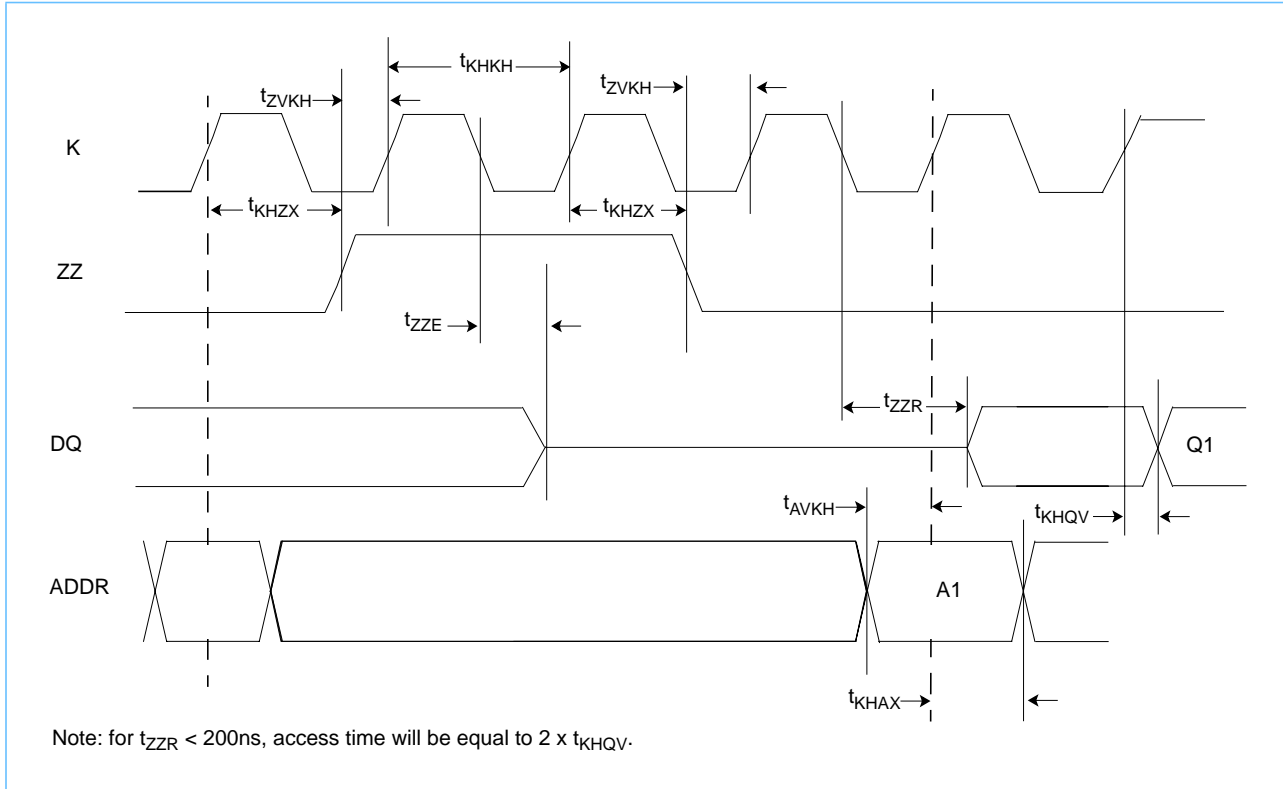 tKHKH
tZVKH
tZVKH
K
tKHZX
tKHZX
ZZ
tZZE
tZZR
DQ
Q1
tAVKH
tKHQV
ADDR
A1
tKHAX
Note: for tZZR < 200ns, access time will be equal to 2 x tKHQV.